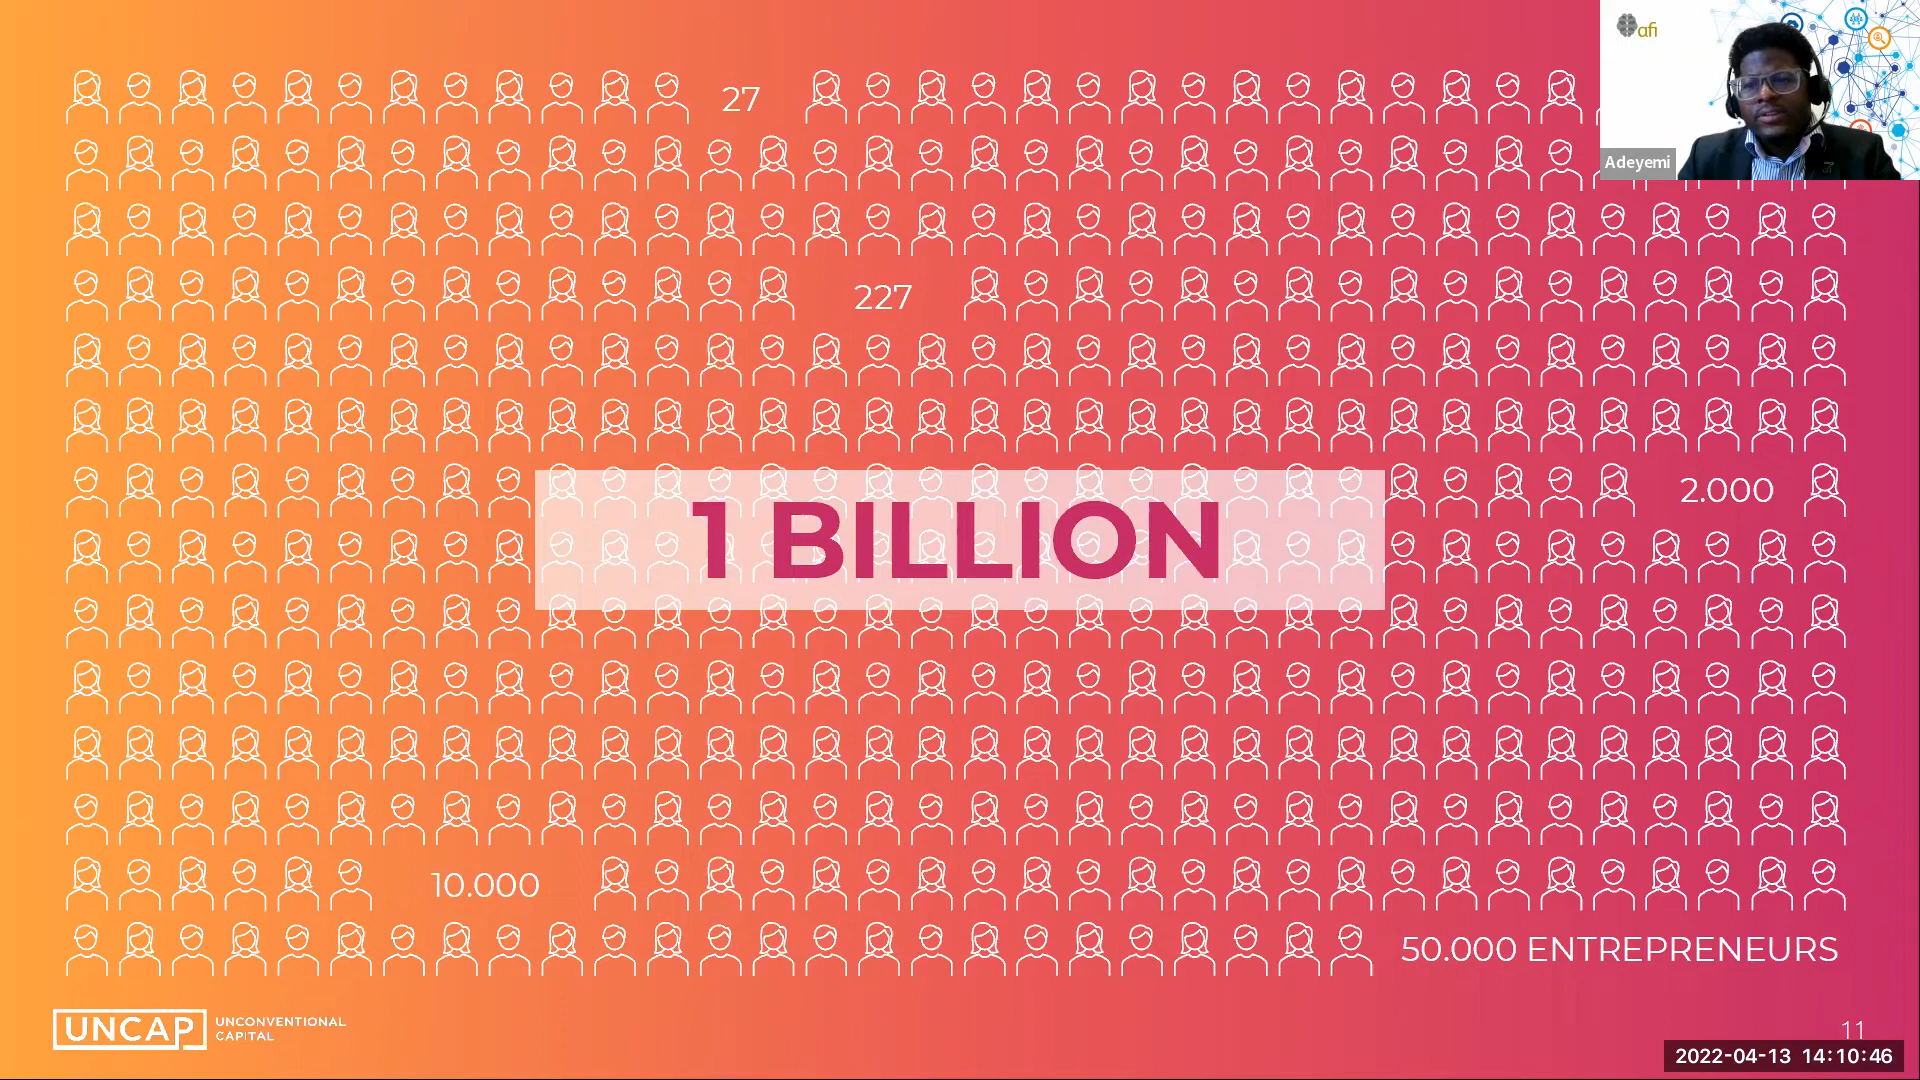 afi
27
Adeyemi
227
2.000
1 BILLION
10.000
50.000 ENTREPRENEURS
UNCAP
UNCONVENTIONAL
CAPITAL
11
2022-04-13 14:10:46